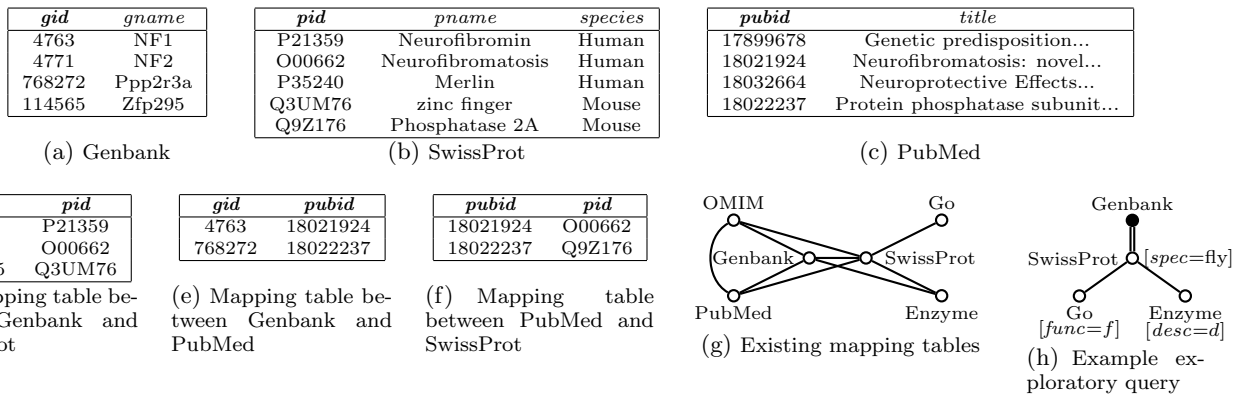 gid gname
4763 NF1
4771 NF2
768272 Ppp2r3a
114565 Zfp295
(a) Genbank
pid pname species
P21359 Neurofibromin Human
O00662 Neurofibromatosis Human
P35240 Merlin Human
Q3UM76 zinc finger Mouse
Q9Z176 Phosphatase 2A Mouse
(b) SwissProt
pubid title
17899678 Genetic predisposition...
18021924 Neurofibromatosis: novel...
18032664 Neuroprotective Effects...
18022237 Protein phosphatase subunit...
(c) PubMed
pid
P21359
O00662
5 Q3UM76
pping table be-
Genbank and
ot
gid pubid
4763 18021924
768272 18022237
(e) Mapping table be-
tween Genbank and
PubMed
pubid pid
18021924 O00662
18022237 Q9Z176
(f) Mapping table
between PubMed and
SwissProt
OMIM Go
Genbank SwissProt
PubMed Enzyme
(g) Existing mapping tables
Genbank
SwissProt [spec=fly]
Go Enzyme
[func=f] [desc=d]
(h) Example ex-
ploratory query